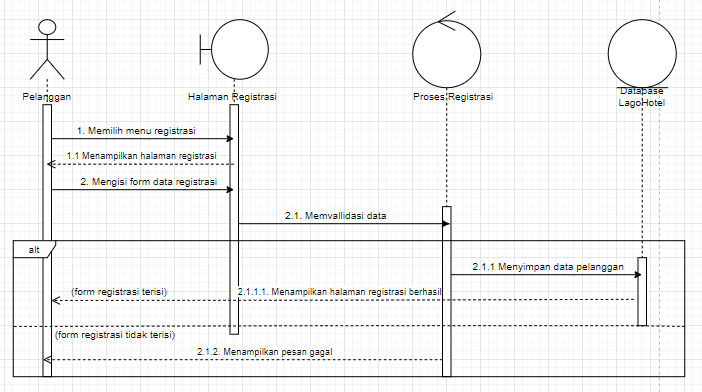 Pelanggan
Halaman Registrasi
Proses Registrasi
Database
LagoHotel
1. Memilih menu registrasi
1.1 Menampilkan halaman registrasi
2. Mengisi form data registrasi
2.1. Memvallidasi data
alt
2.1.1 Menyimpan data pelanggan
(form registrasi terisi)
2.1.1.1. Menampilkan halaman registrasi berhasil
(form registrasi tidak terisi)
2.1.2. Menampilkan pesan gagal